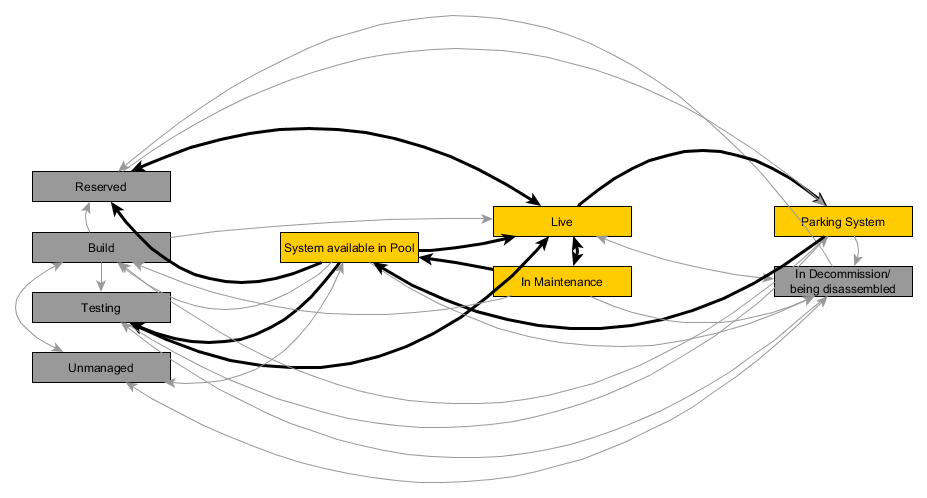 Reserved
Build
Testing
Unmanaged
System available in Pool
Live
In Maintenance
Parking System
In Decommission/
being disassembled